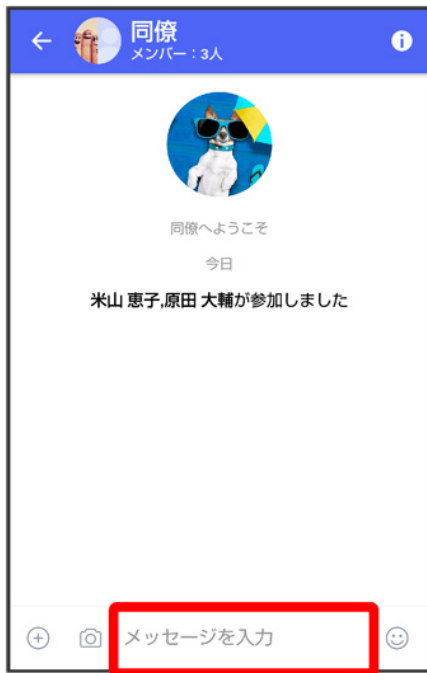 同僚
メンバー：3人
同僚へようこそ
今日
米山 恵子,原田 大輔が参加しました
メッセージを入力